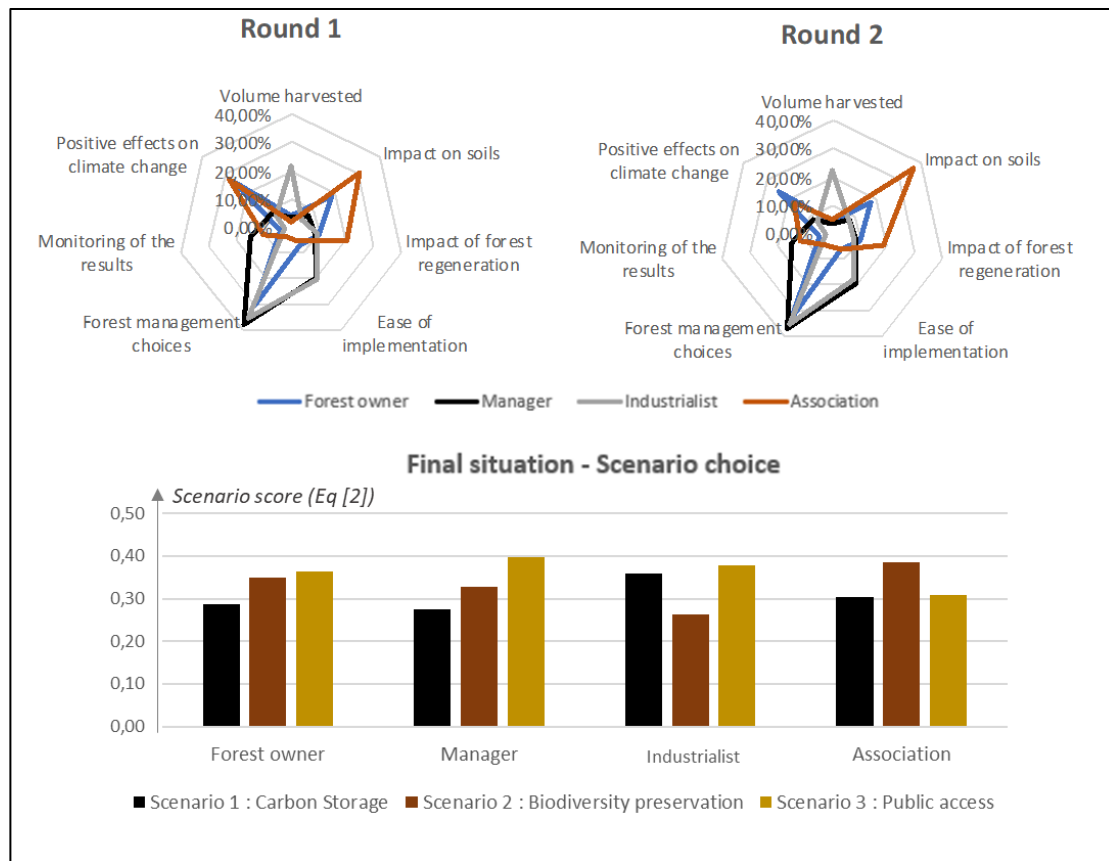 Round 1
Volume harvested
40,00%
30,00%
20,00%
10,00%
0,00%
Positive effects on
climate change
Impact on soils
Monitoring of the
results
Impact of forest
regeneration
Forest management
choices
Ease of
implementation
Round 2
Volume harvested
40,00%
30,00%
20,00%
10,00%
0,00%
Positive effects on
climate change
Impact on soils
Monitoring of the
results
Impact of forest
regeneration
Forest management
choices
Ease of
implementation
Forest owner Manager Industrialist Association
Final situation - Scenario choice
Scenario score (Eq [2])
0,50
0,40
0,30
0,20
0,10
0,00
Forest owner Manager Industrialist Association
Scenario 1 : Carbon Storage Scenario 2 : Biodiversity preservation Scenario 3 : Public access